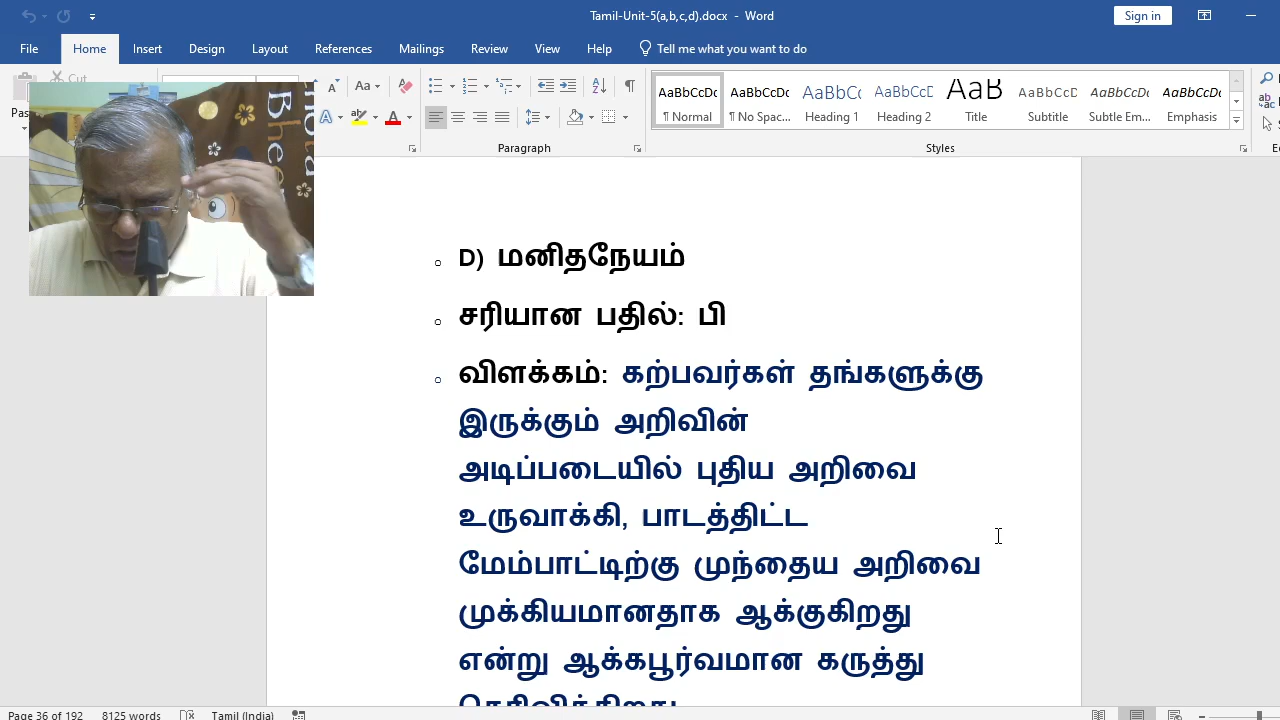 Tamil-Unit-5(a,b,c,d).docx - Word
Sign in
File Home Insert Design Layout References Mailings Review View Help Tell me what you want to do
Cut
Aa
AaBbCcDc AaBbCcDc AaBbCc AaBbCcD AaB AaBbCcD AaBbCcDc AaBbCcDc
¶ Normal ¶ No Spac... Heading 1 Heading 2 Title Subtitle Subtle Em... Emphasis
Paragraph Styles
D) மனிதநேயம்
சரியான பதில்: பி
விளக்கம்: கற்பவர்கள் தங்களுக்கு
இருக்கும் அறிவின்
அடிப்படையில் புதிய அறிவை
உருவாக்கி, பாடத்திட்ட
மேம்பாட்டிற்கு முந்தைய அறிவை
முக்கியமானதாக ஆக்குகிறது
என்று ஆக்கபூர்வமான கருத்து
Page 36 of 192 8125 words Tamil (India)